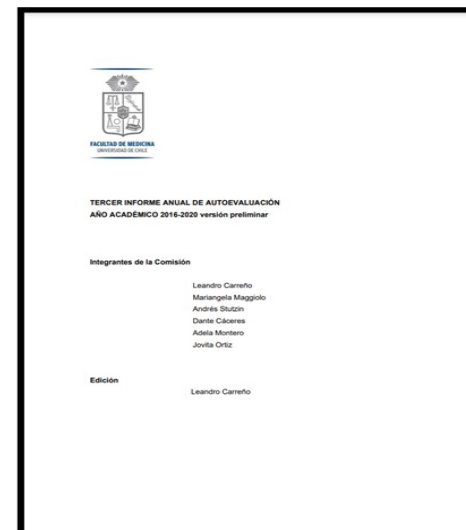 FACULTAD DE MEDICINA
UNIVERSIDAD DE CHILE
TERCER INFORME ANUAL DE AUTOEVALUACIÓN
AÑO ACADÉMICO 2016-2020 versión preliminar
Integrantes de la Comisión
Leandro Carreño
Mariangela Maggiolo
Andrés Stutzin
Dante Cáceres
Adela Montero
Jovita Ortiz
Edición
Leandro Carreño